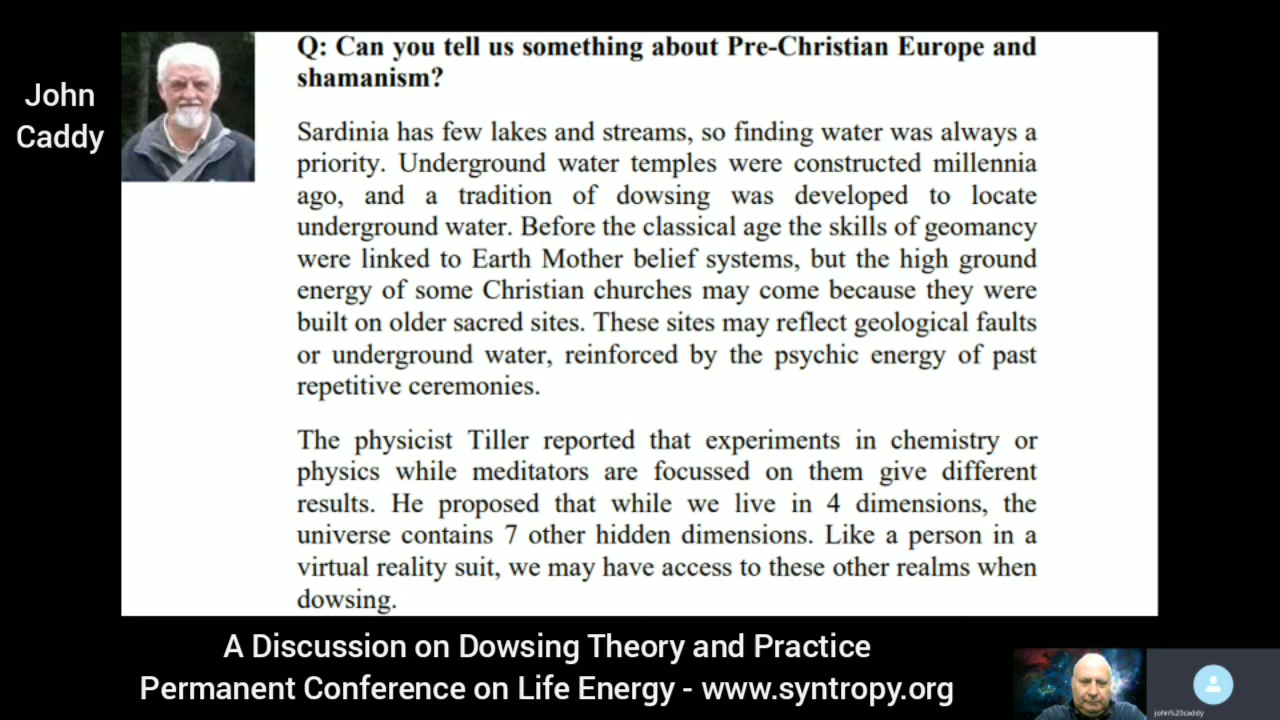 John
Caddy
Q: Can you tell us something about Pre-Christian Europe and
shamanism?
Sardinia has few lakes and streams, so finding water was always a
priority. Underground water temples were constructed millennia
ago, and a tradition of dowsing was developed to locate
underground water. Before the classical age the skills of geomancy
were linked to Earth Mother belief systems, but the high ground
energy of some Christian churches may come because they were
built on older sacred sites. These sites may reflect geological faults
or underground water, reinforced by the psychic energy of past
repetitive ceremonies.
The physicist Tiller reported that experiments in chemistry or
physics while meditators are focussed on them give different
results. He proposed that while we live in 4 dimensions, the
universe contains 7 other hidden dimensions. Like a person in a
virtual reality suit, we may have access to these other realms when
dowsing.
A Discussion on Dowsing Theory and Practice
Permanent Conference on Life Energy - www.syntropy.org
john%20caddy